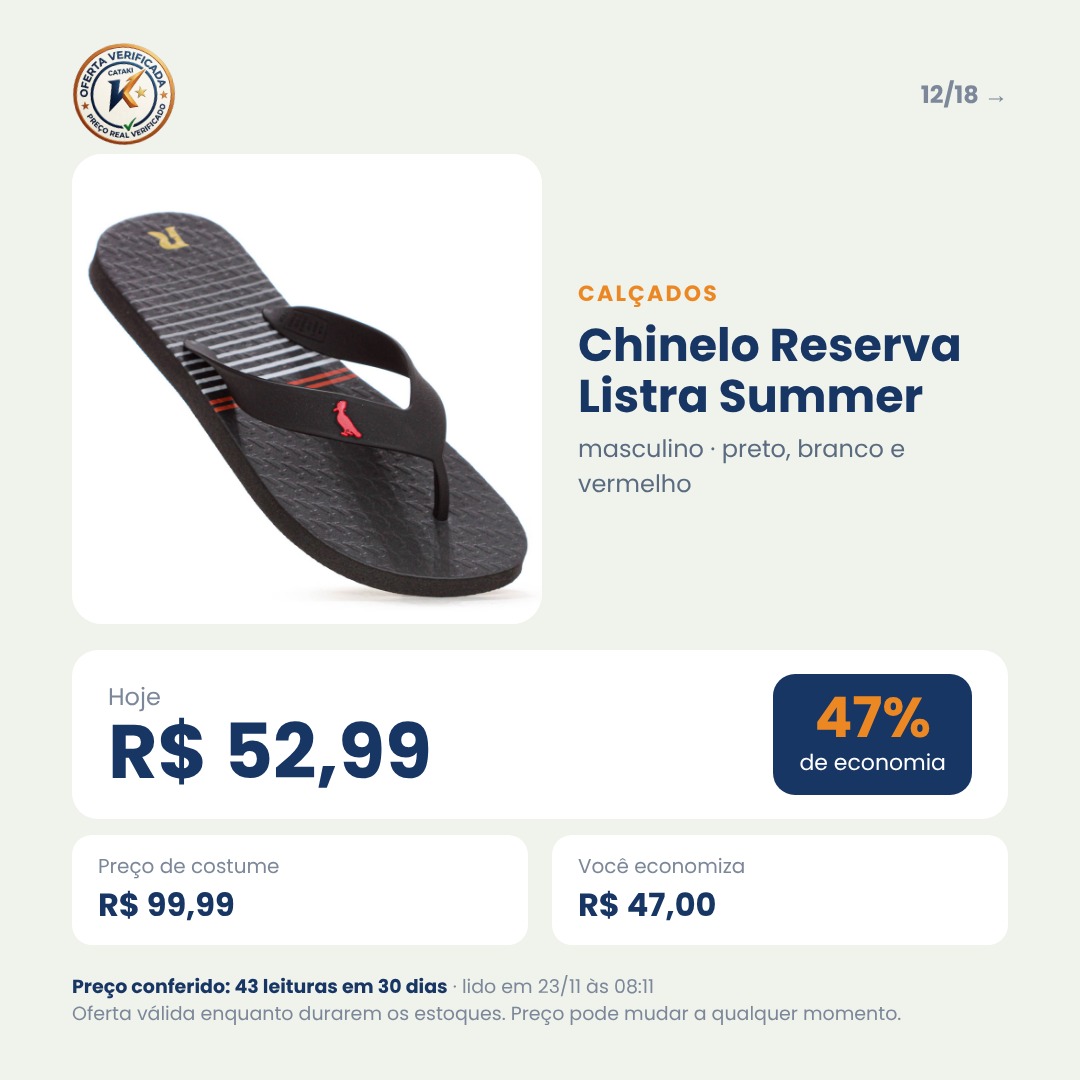 OFERTA VERIFICADA
CATAKI
K
PREÇO REAL VERIFICADO
12/18 →
R
CALÇADOS
Chinelo Reserva
Listra Summer
masculino · preto, branco e
vermelho
Hoje
R$ 52,99
47%
de economia
Preço de costume
R$ 99,99
Você economiza
R$ 47,00
Preço conferido: 43 leituras em 30 dias · lido em 23/11 às 08:11
Oferta válida enquanto durarem os estoques. Preço pode mudar a qualquer momento.